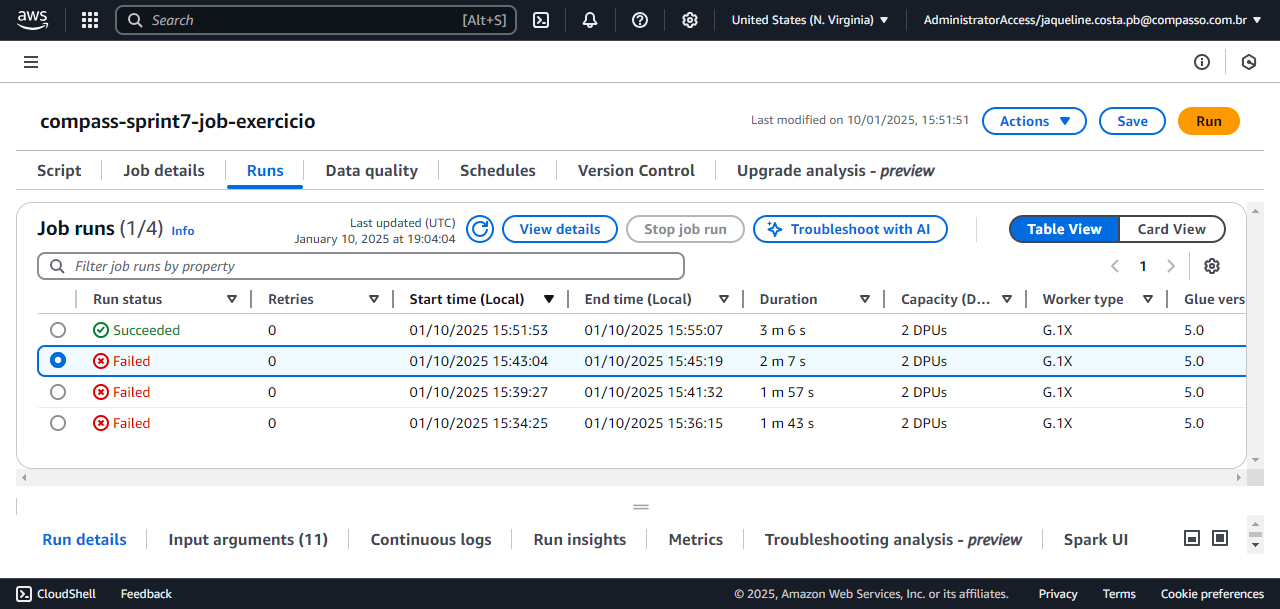 aws Search [Alt+S] United States (N. Virginia) AdministratorAccess/jaqueline.costa.pb@compasso.com.br
compass-sprint7-job-exercicio Last modified on 10/01/2025, 15:51:51 Actions Save Run
Script Job details Runs Data quality Schedules Version Control Upgrade analysis - preview
Job runs (1/4) Info Last updated (UTC) January 10, 2025 at 19:04:04 View details Stop job run Troubleshoot with AI Table View Card View
Filter job runs by property 1
Run status Retries Start time (Local) End time (Local) Duration Capacity (D... Worker type Glue vers
Succeeded 0 01/10/2025 15:51:53 01/10/2025 15:55:07 3 m 6 s 2 DPUs G.1X 5.0
Failed 0 01/10/2025 15:43:04 01/10/2025 15:45:19 2 m 7 s 2 DPUs G.1X 5.0
Failed 0 01/10/2025 15:39:27 01/10/2025 15:41:32 1 m 57 s 2 DPUs G.1X 5.0
Failed 0 01/10/2025 15:34:25 01/10/2025 15:36:15 1 m 43 s 2 DPUs G.1X 5.0
Run details Input arguments (11) Continuous logs Run insights Metrics Troubleshooting analysis - preview Spark UI
CloudShell Feedback © 2025, Amazon Web Services, Inc. or its affiliates. Privacy Terms Cookie preferences